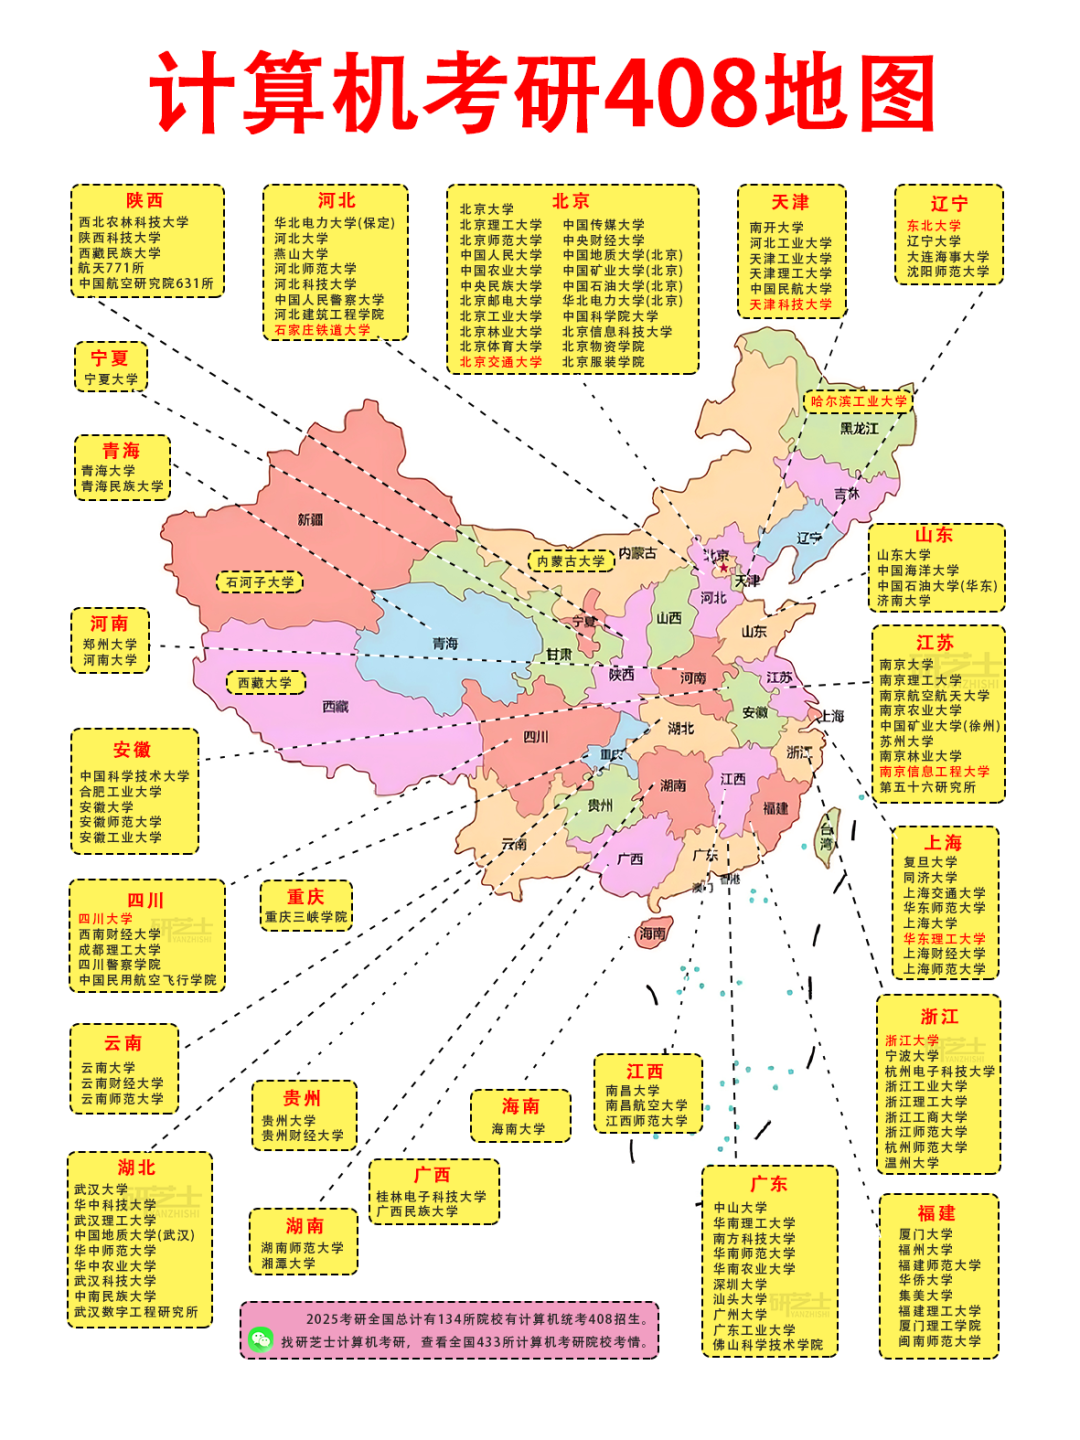 计算机考研408地图
陕西
西北农林科技大学
陕西科技大学
西藏民族大学
航天771所
中国航空研究院631所
河北
华北电力大学(保定)
河北大学
燕山大学
河北师范大学
河北科技大学
中国人民警察大学
河北建筑工程学院
石家庄铁道大学
北京
北京大学
北京理工大学
北京师范大学
中国人民大学
中国农业大学
中央民族大学
北京邮电大学
北京工业大学
北京林业大学
北京体育大学
北京交通大学
中国传媒大学
中央财经大学
中国地质大学(北京)
中国矿业大学(北京)
中国石油大学(北京)
华北电力大学(北京)
中国科学院大学
北京信息科技大学
北京物资学院
北京服装学院
天津
南开大学
河北工业大学
天津工业大学
天津理工大学
中国民航大学
天津科技大学
辽宁
东北大学
辽宁大学
大连海事大学
沈阳师范大学
宁夏
宁夏大学
青海
青海大学
青海民族大学
哈尔滨工业大学
黑龙江
吉林
辽宁
新疆
石河子大学
内蒙古大学
内蒙古
北京
天津
河北
山西
山东
宁夏
青海
甘肃
陕西
河南
江苏
西藏大学
西藏
安徽
上海
四川
重庆
湖北
浙江
贵州
湖南
江西
福建
云南
广西
广东
台湾
香港
澳门
海南
山东
山东大学
中国海洋大学
中国石油大学(华东)
济南大学
河南
郑州大学
河南大学
江苏
南京大学
南京理工大学
南京航空航天大学
南京农业大学
中国矿业大学(徐州)
苏州大学
南京林业大学
南京信息工程大学
第五十六研究所
安徽
中国科学技术大学
合肥工业大学
安徽大学
安徽师范大学
安徽工业大学
上海
复旦大学
同济大学
上海交通大学
华东师范大学
上海大学
华东理工大学
上海财经大学
上海师范大学
四川
四川大学
西南财经大学
成都理工大学
四川警察学院
中国民用航空飞行学院
重庆
重庆三峡学院
浙江
浙江大学
宁波大学
杭州电子科技大学
浙江工业大学
浙江理工大学
浙江工商大学
浙江师范大学
杭州师范大学
温州大学
云南
云南大学
云南财经大学
云南师范大学
贵州
贵州大学
贵州财经大学
海南
海南大学
江西
南昌大学
南昌航空大学
江西师范大学
湖北
武汉大学
华中科技大学
武汉理工大学
中国地质大学(武汉)
华中师范大学
华中农业大学
武汉科技大学
中南民族大学
武汉数字工程研究所
广西
桂林电子科技大学
广西民族大学
湖南
湖南师范大学
湘潭大学
广东
中山大学
华南理工大学
南方科技大学
华南师范大学
华南农业大学
深圳大学
汕头大学
广州大学
广东工业大学
佛山科学技术学院
福建
厦门大学
福州大学
福建师范大学
华侨大学
集美大学
福建理工大学
厦门理工学院
闽南师范大学
2025考研全国总计有134所院校有计算机统考408招生。
找研芝士计算机考研，查看全国433所计算机考研院校考情。
研芝士
YANZHISHI